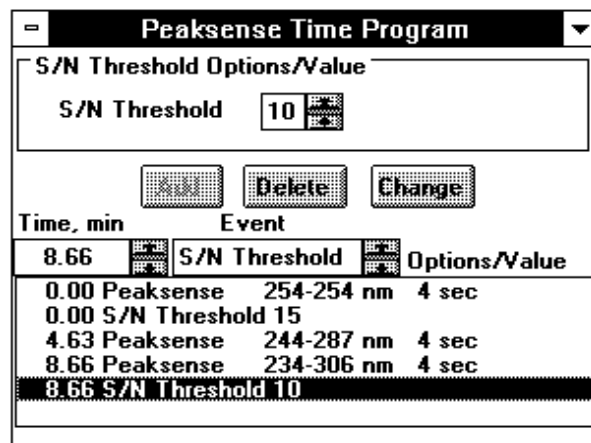 Peaksense Time Program
S/N Threshold Options/Value
S/N Threshold 10
Add Delete Change
Time, min Event
8.66 S/N Threshold Options/Value
0.00 Peaksense 254-254 nm 4 sec
0.00 S/N Threshold 15
4.63 Peaksense 244-287 nm 4 sec
8.66 Peaksense 234-306 nm 4 sec
8.66 S/N Threshold 10